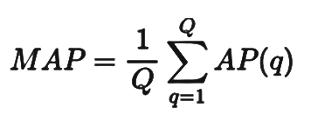 MAP = \frac{1}{Q} \sum_{q=1}^{Q} AP(q)